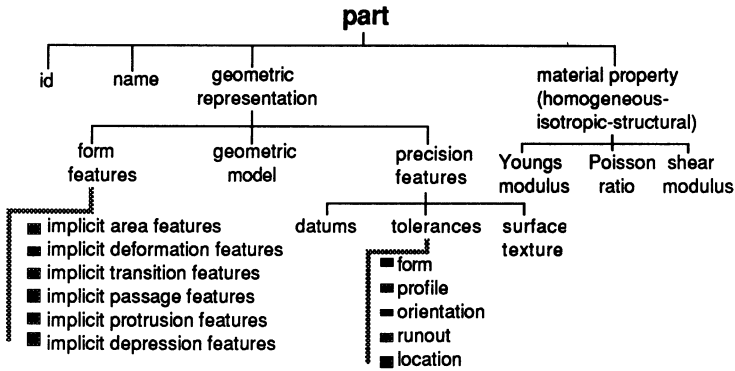 part
id
name
geometric
representation
material property
(homogeneous-
isotropic-structural)
form
features
geometric
model
precision
features
Youngs
modulus
Poisson
ratio
shear
modulus
implicit area features
implicit deformation features
implicit transition features
implicit passage features
implicit protrusion features
implicit depression features
datums
tolerances
surface
texture
form
profile
orientation
runout
location